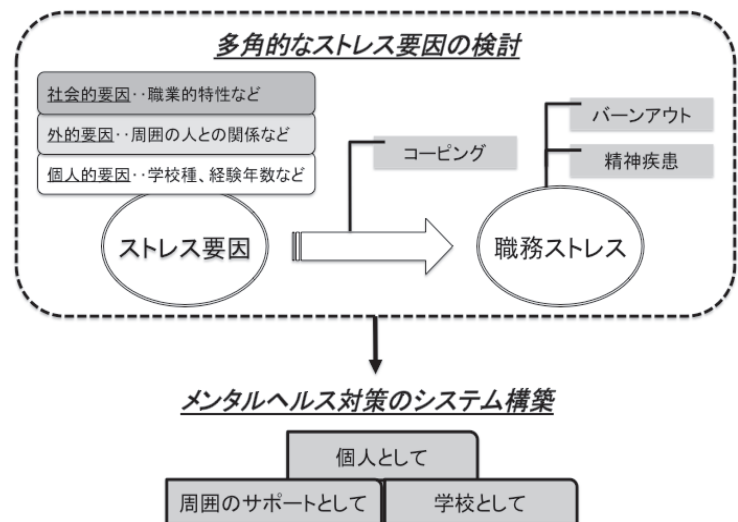 多角的なストレス要因の検討
社会的要因‥職業的特性など
外的要因‥周囲の人との関係など
個人的要因‥学校種、経験年数など
コーピング
バーンアウト
精神疾患
ストレス要因
職務ストレス
メンタルヘルス対策のシステム構築
個人として
周囲のサポートとして
学校として